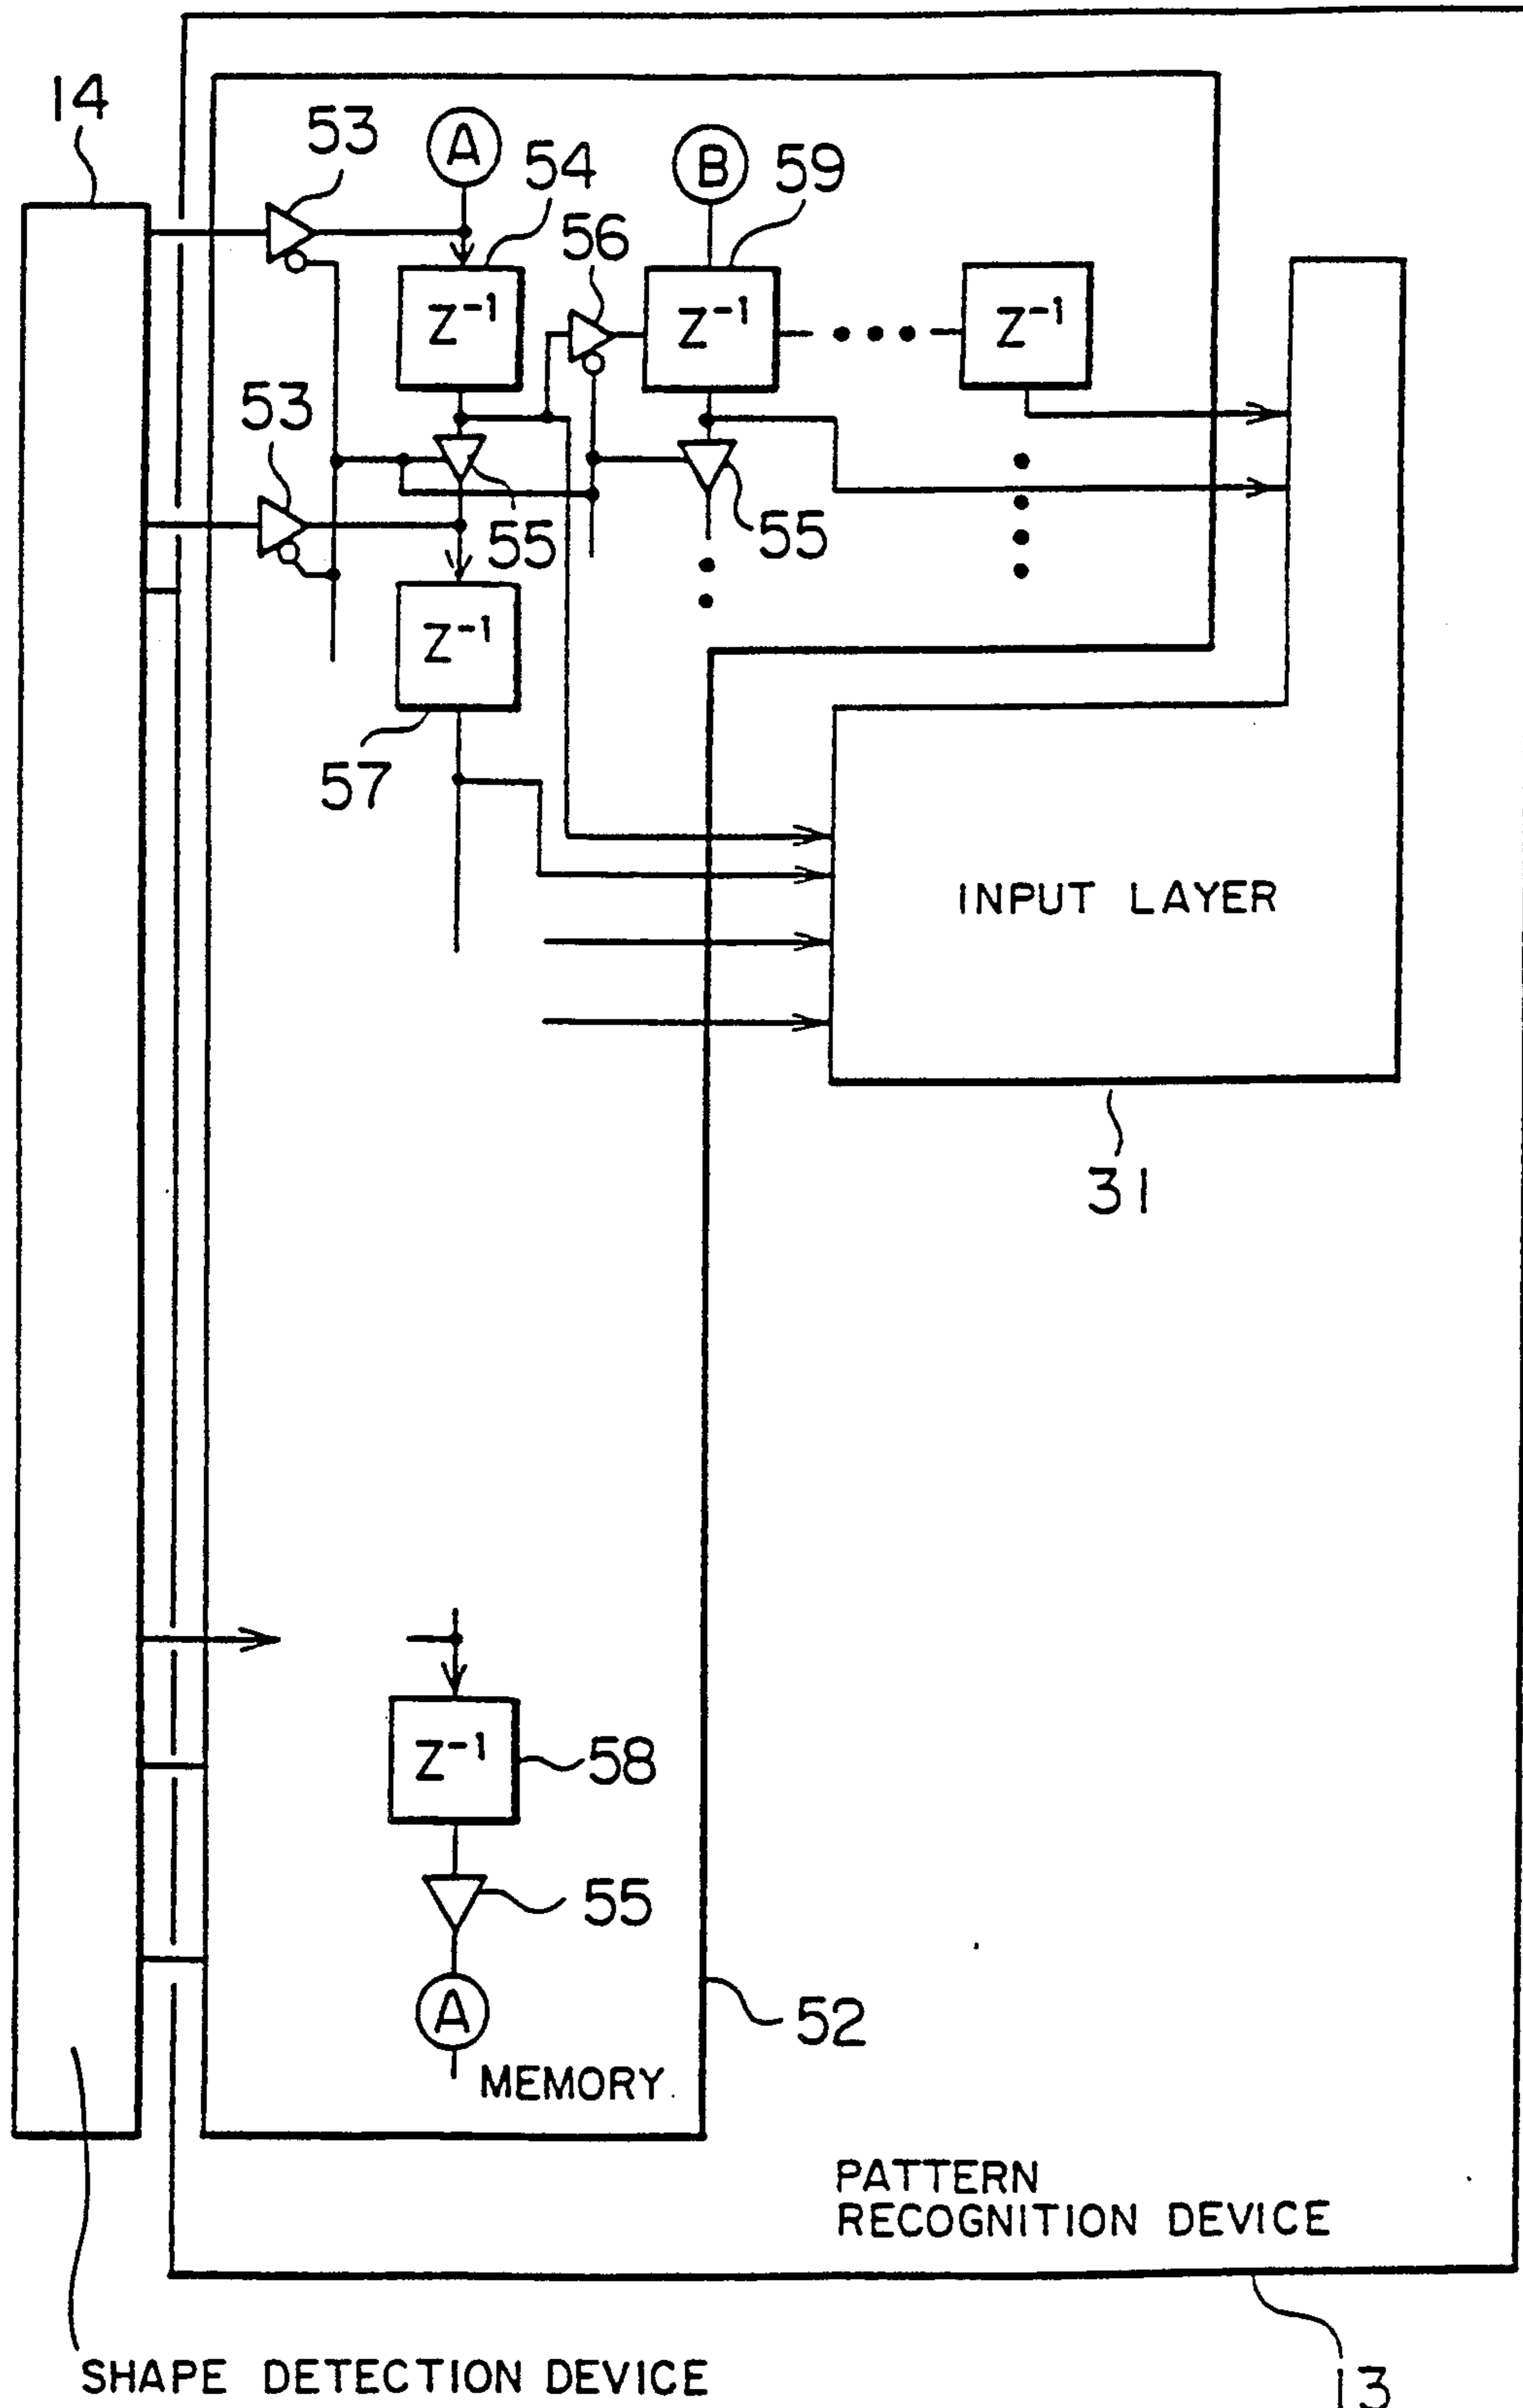 14
53
A
54
B
59
56
Z⁻¹
Z⁻¹
Z⁻¹
53
55
55
Z⁻¹
57
INPUT LAYER
31
Z⁻¹
58
55
A
52
MEMORY
PATTERN
RECOGNITION DEVICE
SHAPE DETECTION DEVICE
13